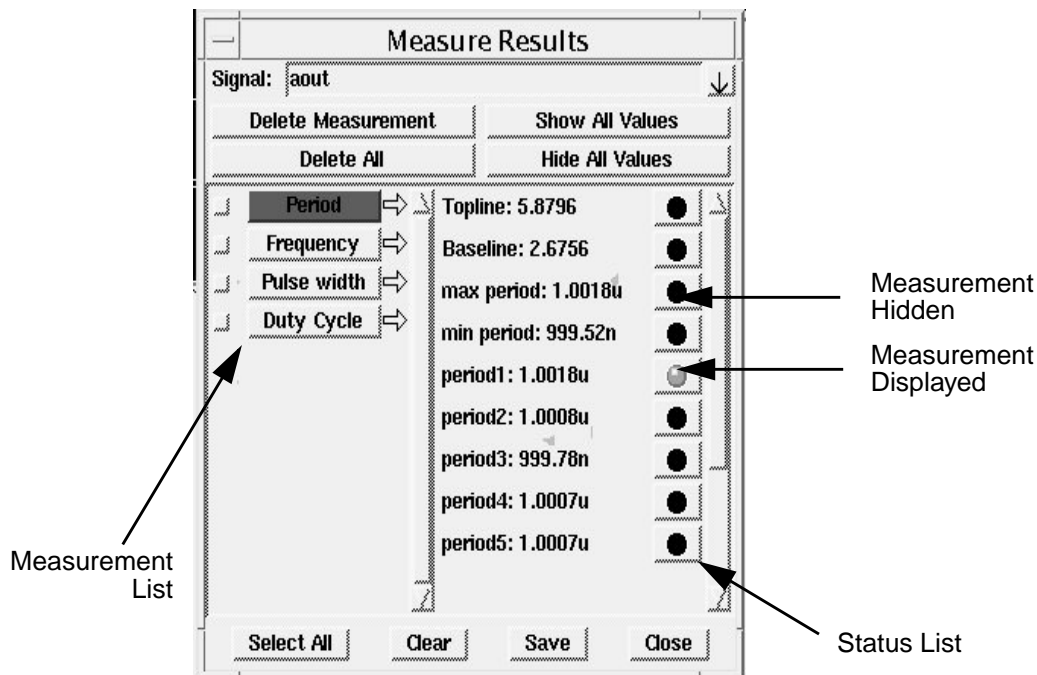 Measure Results
Signal: aout
Delete Measurement Show All Values
Delete All Hide All Values
Period Topline: 5.8796
Frequency Baseline: 2.6756
Pulse width max period: 1.0018u
Duty Cycle min period: 999.52n
period1: 1.0018u
period2: 1.0008u
period3: 999.78n
period4: 1.0007u
period5: 1.0007u
Measurement
Hidden
Measurement
Displayed
Measurement
List
Status List
Select All Clear Save Close